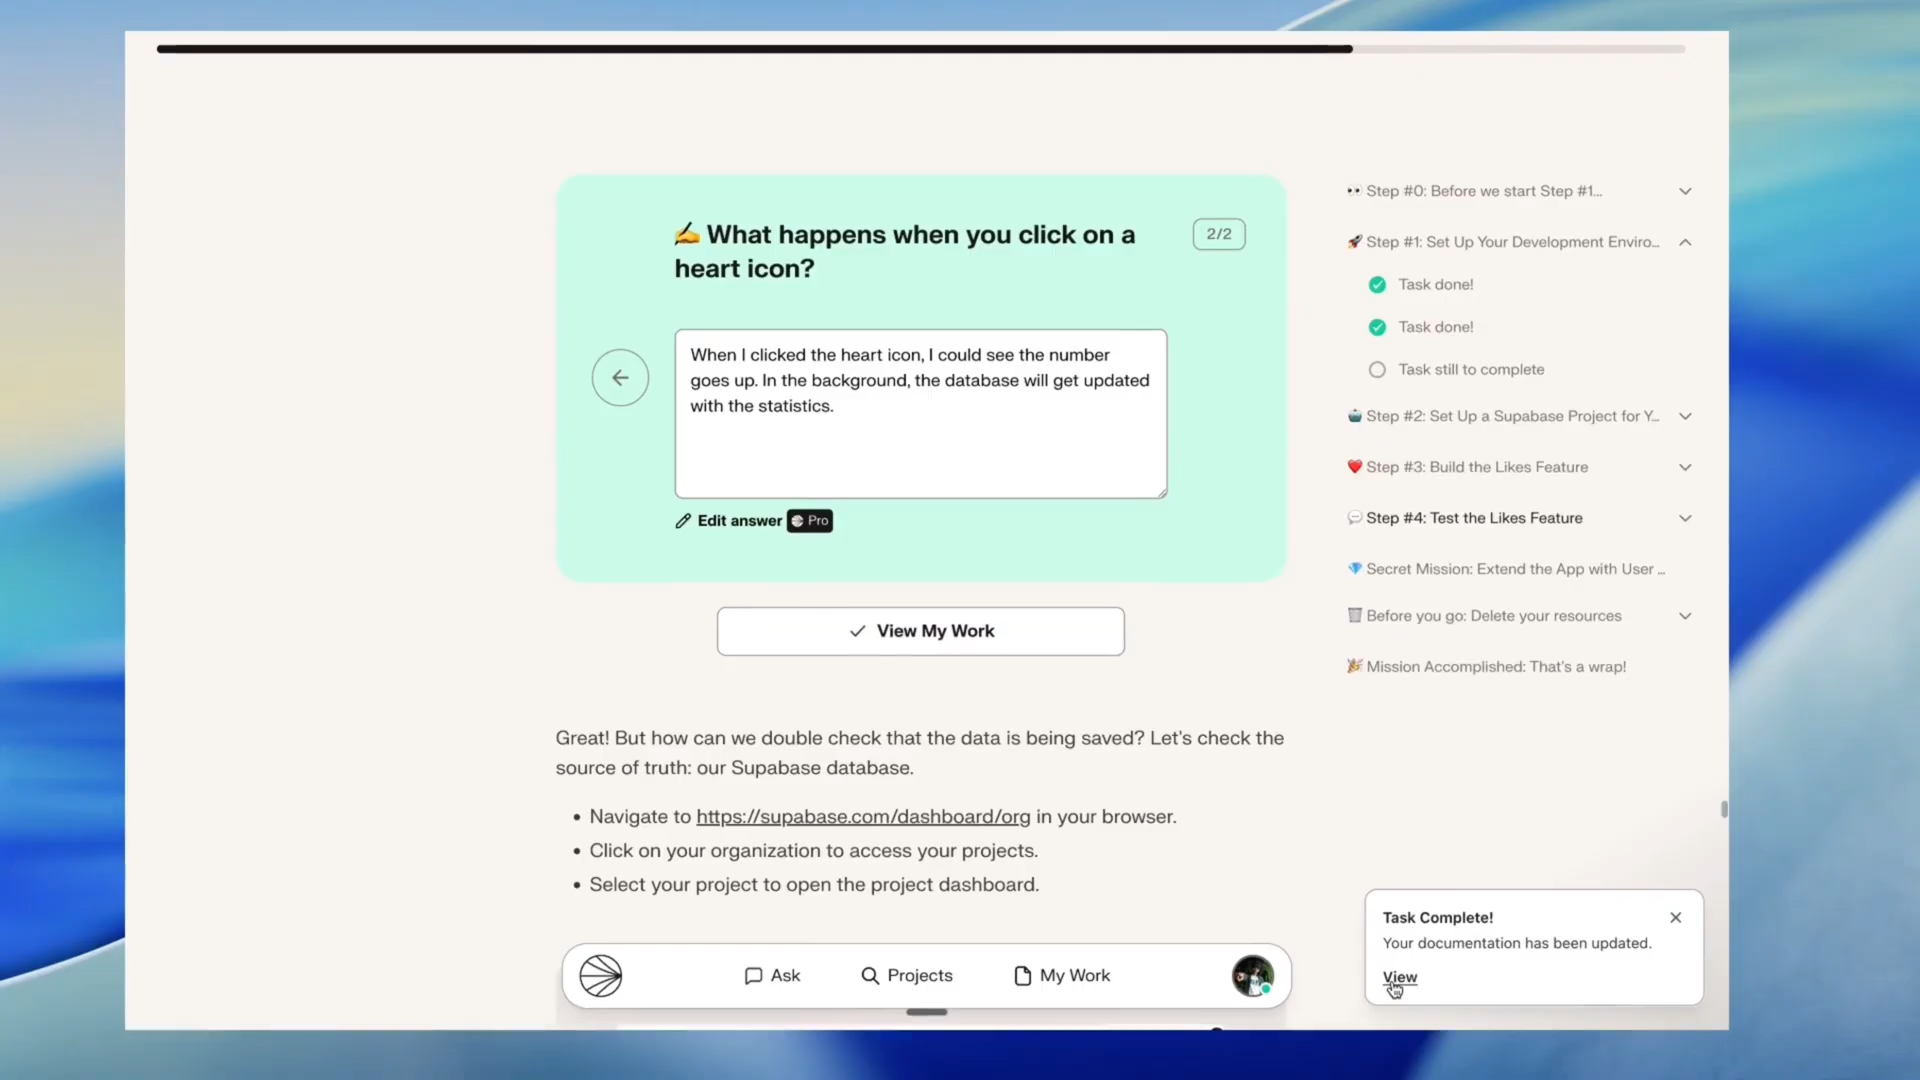 ✍️ What happens when you click on a
heart icon?
2/2
When I clicked the heart icon, I could see the number
goes up. In the background, the database will get updated
with the statistics.
Edit answer Pro
View My Work
Great! But how can we double check that the data is being saved? Let's check the
source of truth: our Supabase database.
• Navigate to https://supabase.com/dashboard/org in your browser.
• Click on your organization to access your projects.
• Select your project to open the project dashboard.
Ask
Projects
My Work
👀 Step #0: Before we start Step #1...
🚀 Step #1: Set Up Your Development Enviro...
Task done!
Task done!
Task still to complete
🤖 Step #2: Set Up a Supabase Project for Y...
❤️ Step #3: Build the Likes Feature
💬 Step #4: Test the Likes Feature
💎 Secret Mission: Extend the App with User ...
🗑️ Before you go: Delete your resources
🎉 Mission Accomplished: That's a wrap!
Task Complete!
Your documentation has been updated.
View